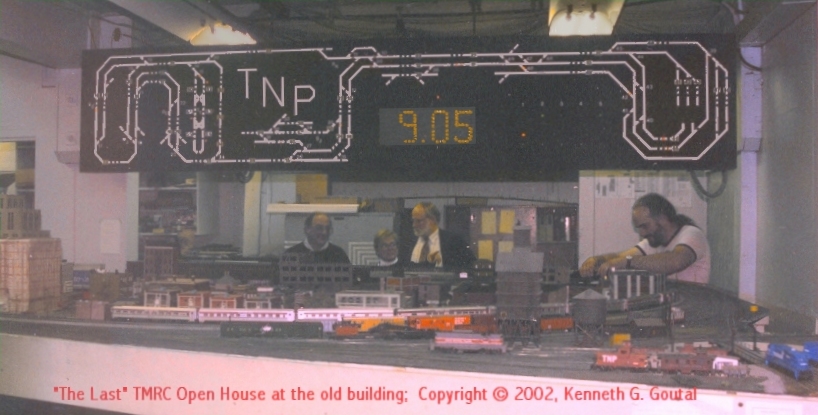 TNP
9.05
"The Last" TMRC Open House at the old building; Copyright © 2002, Kenneth G. Goutal